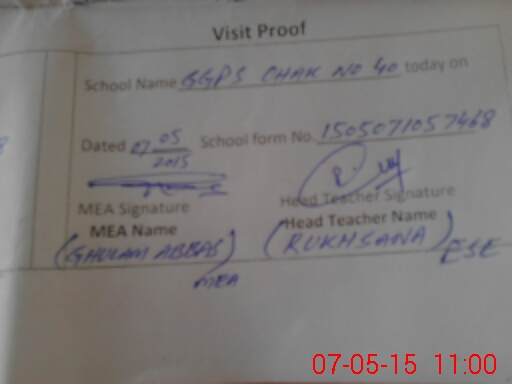 Visit Proof
School Name GGPS CHAK NO 40 today on
Dated 07 05 2015 School form No. 1505071057468
MEA Signature Head Teacher Signature
MEA Name Head Teacher Name
(GHULAM ABBAS) (RUKHSANA) ESE
MEA
07-05-15 11:00